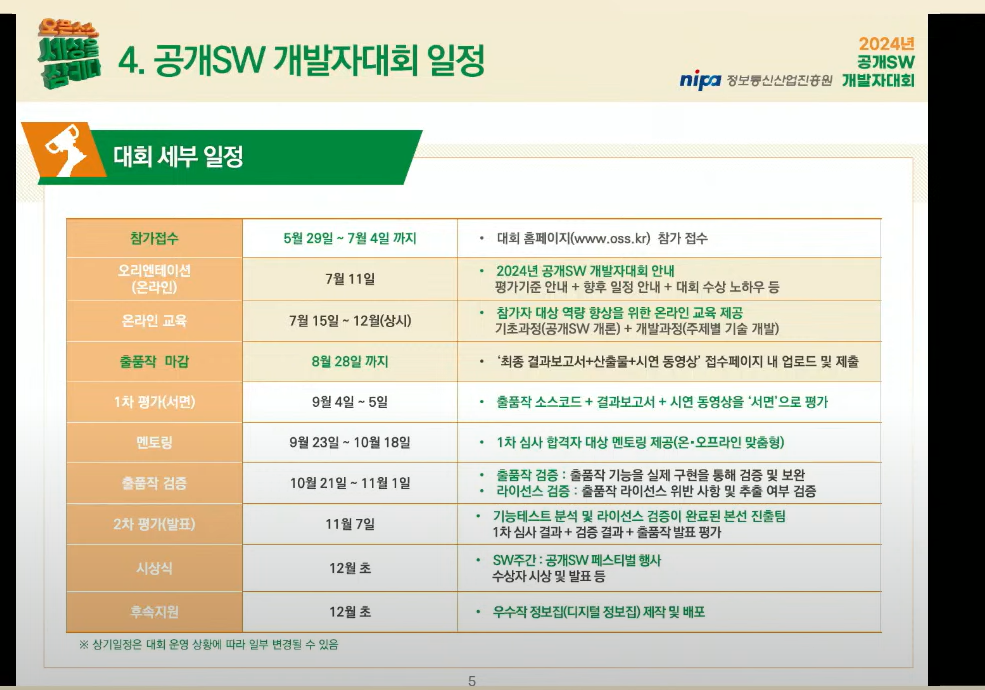 오픈소스
세상을
살리다
4. 공개SW 개발자대회 일정
2024년
공개SW
개발자대회
nipa 정보통신산업진흥원
대회 세부 일정
참가접수 5월 29일 ~ 7월 4일 까지 • 대회 홈페이지(www.oss.kr) 참가 접수
오리엔테이션
(온라인)
7월 11일
• 2024년 공개SW 개발자대회 안내
평가기준 안내 + 향후 일정 안내 + 대회 수상 노하우 등
온라인 교육
7월 15일 ~ 12월(상시)
• 참가자 대상 역량 향상을 위한 온라인 교육 제공
기초과정(공개SW 개론) + 개발과정(주제별 기술 개발)
출품작 마감 8월 28일 까지 • ‘최종 결과보고서+산출물+시연 동영상’ 접수페이지 내 업로드 및 제출
1차 평가(서면) 9월 4일 ~ 5일 • 출품작 소스코드 + 결과보고서 + 시연 동영상을 ‘서면’으로 평가
멘토링 9월 23일 ~ 10월 18일 • 1차 심사 합격자 대상 멘토링 제공(온·오프라인 맞춤형)
출품작 검증
10월 21일 ~ 11월 1일
• 출품작 검증 : 출품작 기능을 실제 구현을 통해 검증 및 보완
• 라이선스 검증 : 출품작 라이선스 위반 사항 및 추출 여부 검증
2차 평가(발표)
11월 7일
• 기능테스트 분석 및 라이선스 검증이 완료된 본선 진출팀
1차 심사 결과 + 검증 결과 + 출품작 발표 평가
시상식
12월 초
• SW주간 : 공개SW 페스티벌 행사
수상자 시상 및 발표 등
후속지원 12월 초 • 우수작 정보집(디지털 정보집) 제작 및 배포
※ 상기일정은 대회 운영 상황에 따라 일부 변경될 수 있음
5